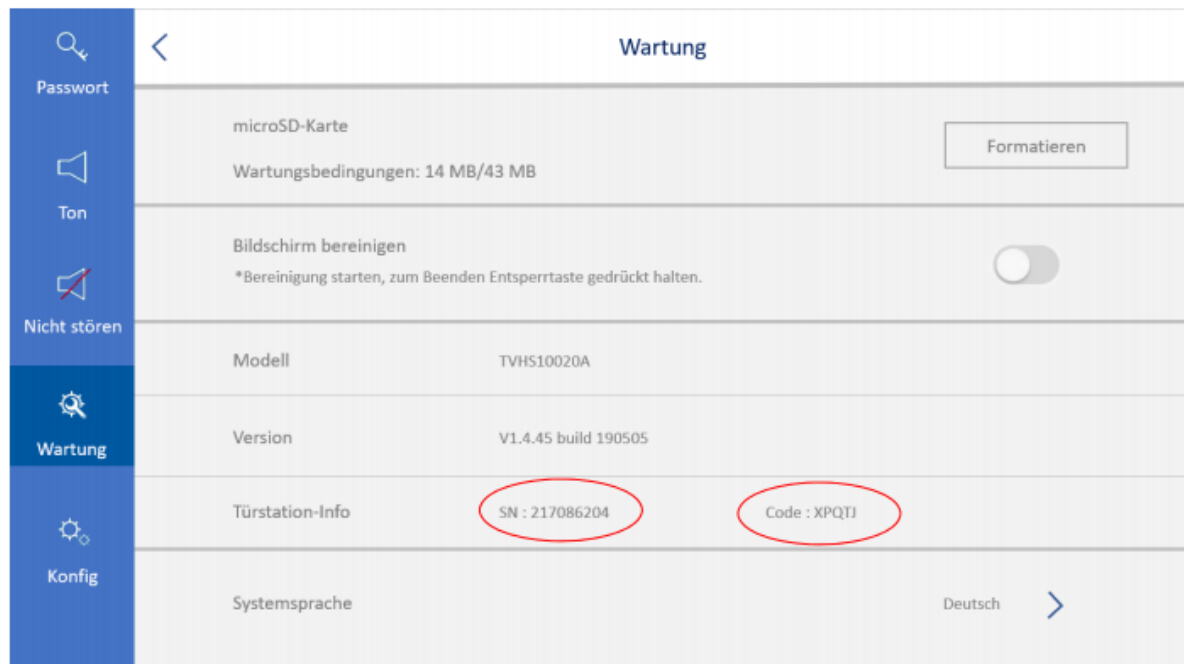 Passwort
Ton
Nicht stören
Wartung
Konfig
Wartung
microSD-Karte
Wartungsbedingungen: 14 MB/43 MB
Formatieren
Bildschirm bereinigen
*Bereinigung starten, zum Beenden Entsperrtaste gedrückt halten.
Modell TVHS10020A
Version V1.4.45 build 190505
Türstation-Info SN : 217086204 Code : XPQTJ
Systemsprache Deutsch